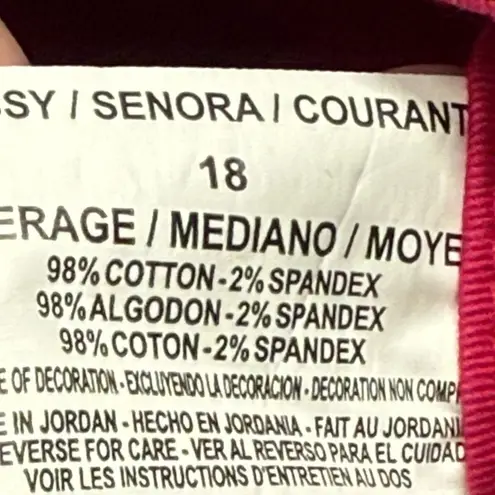 SSY / SENORA / COURANT
18
ERAGE / MEDIANO / MOYE
98% COTTON - 2% SPANDEX
98% ALGODON - 2% SPANDEX
98% COTON - 2% SPANDEX
E OF DECORATION - EXCLUYENDO LA DECORACION - DECORATION NON COMP
E IN JORDAN - HECHO EN JORDANIA - FAIT AU JORDANI
EVERSE FOR CARE - VER AL REVERSO PARA EL CUIDAD
VOIR LES INSTRUCTIONS D'ENTRETIEN AU DOS